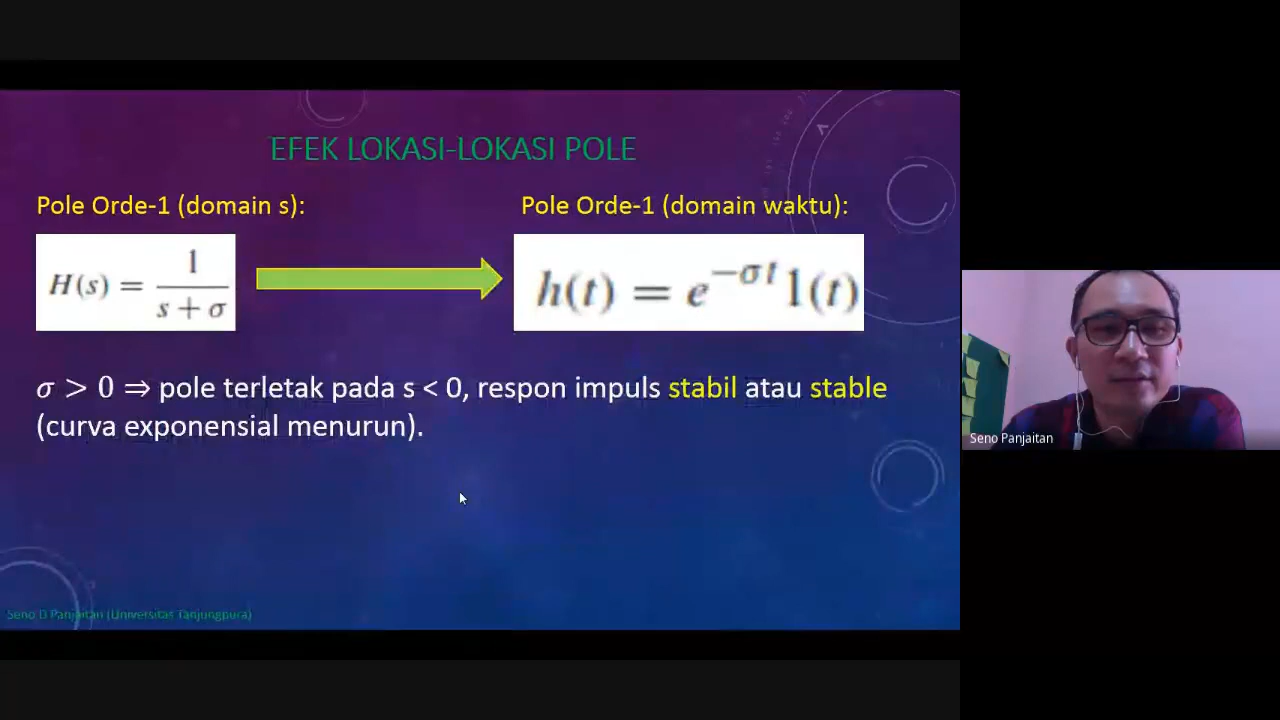 EFEK LOKASI-LOKASI POLE
Pole Orde-1 (domain s):
Pole Orde-1 (domain waktu):
H(s) = 1 / (s + σ)
h(t) = e^{-σt} 1(t)
σ > 0 ⇒ pole terletak pada s < 0, respon impuls stabil atau stable
(curva exponensial menurun).
Seno Panjaitan
Seno D Panjaitan (Universitas Tanjungpura)